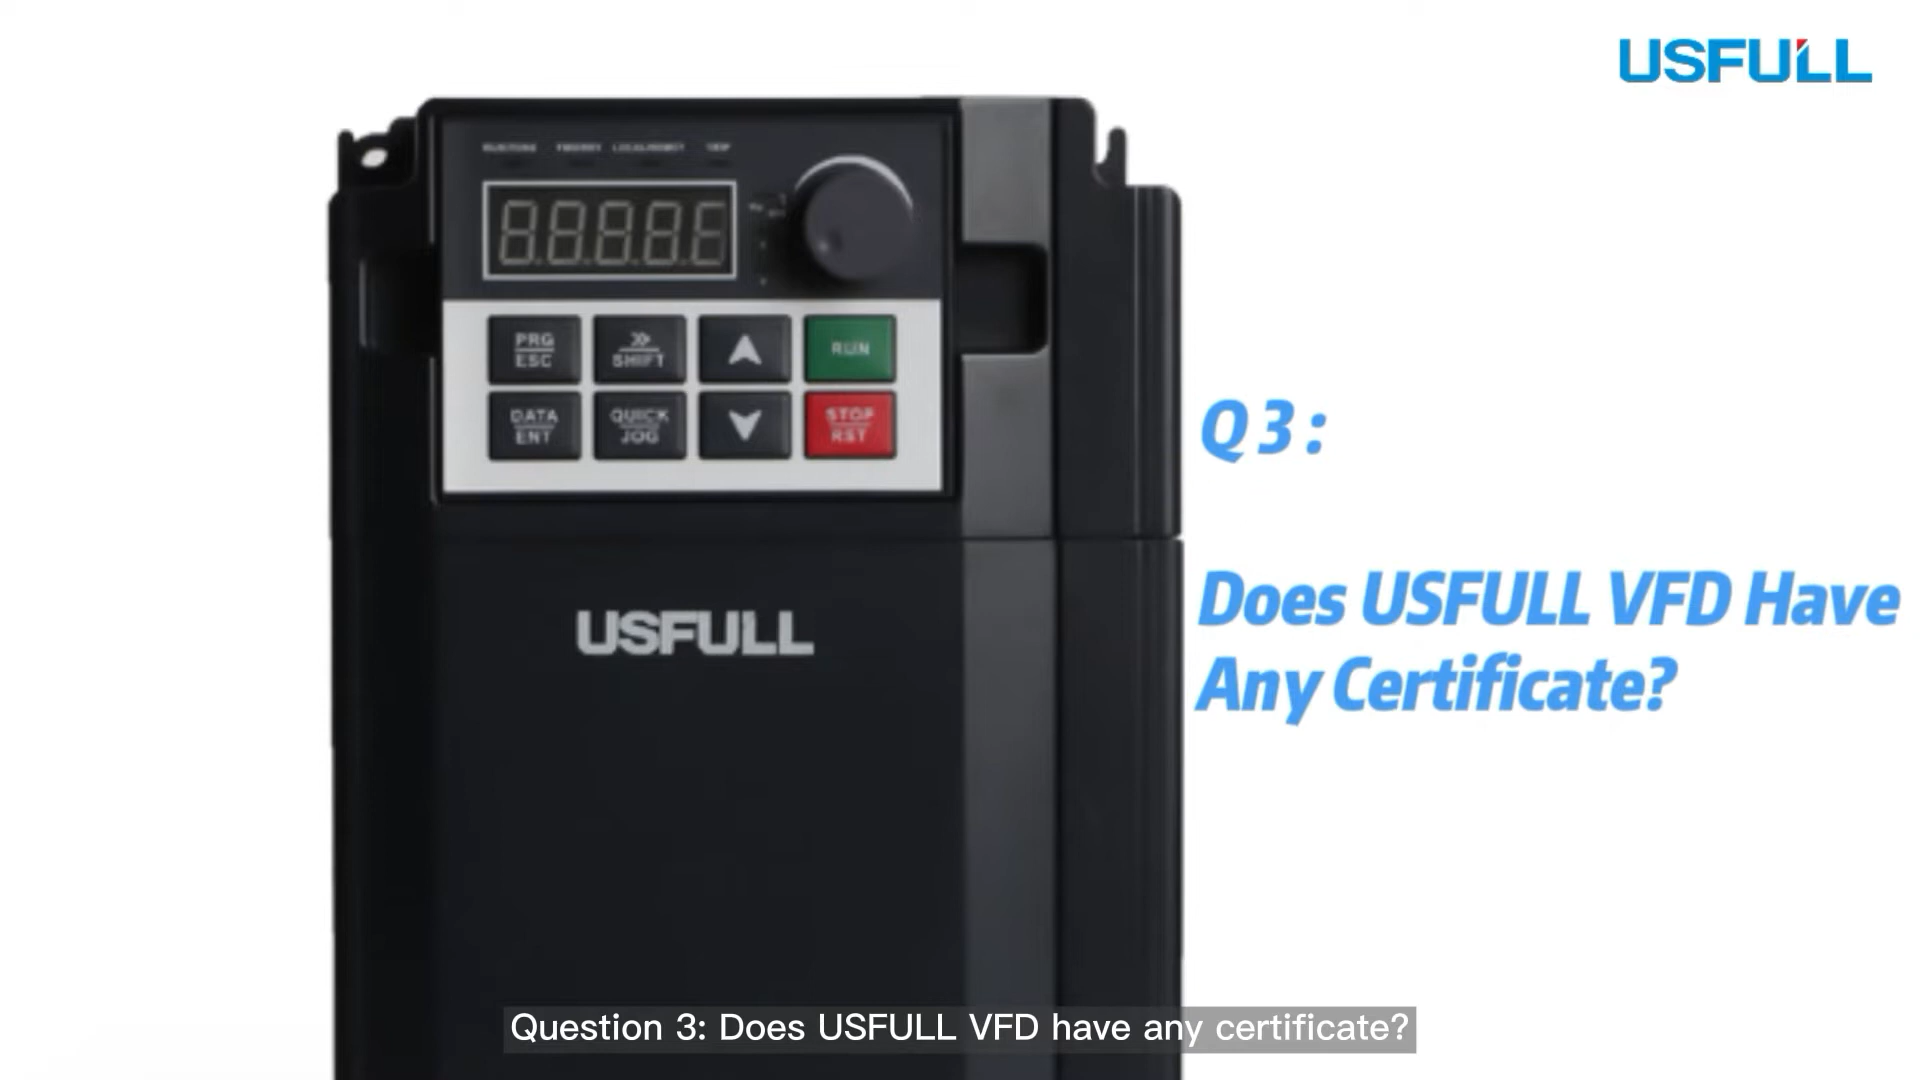 USFULL
PRG
ESC
SHIFT
RUN
DATA
ENT
QUICK
JOG
STOP
RST
USFULL
Q3:
Does USFULL VFD Have
Any Certificate?
Question 3: Does USFULL VFD have any certificate?